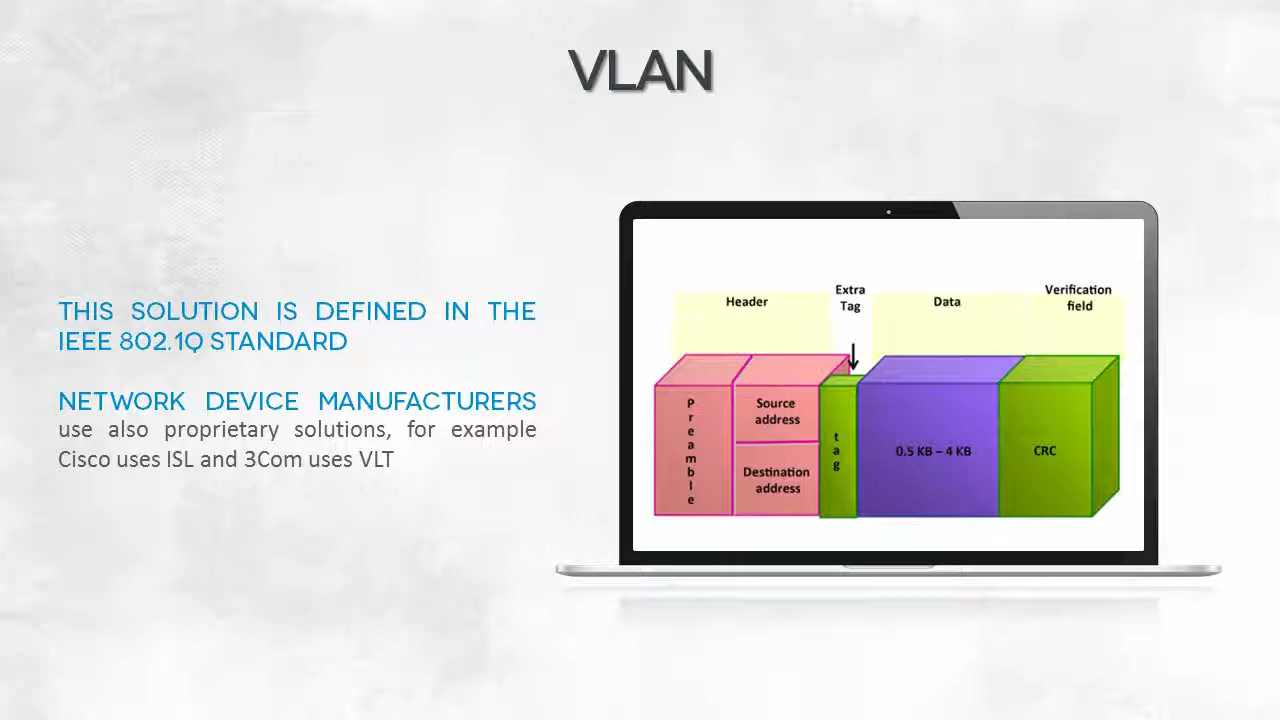 VLAN
THIS SOLUTION IS DEFINED IN THE
IEEE 802.1Q STANDARD
NETWORK DEVICE MANUFACTURERS
use also proprietary solutions, for example
Cisco uses ISL and 3Com uses VLT
Header
Extra
Tag
Data
Verification
field
Preamble
Source
address
Destination
address
tag
0.5 KB – 4 KB
CRC